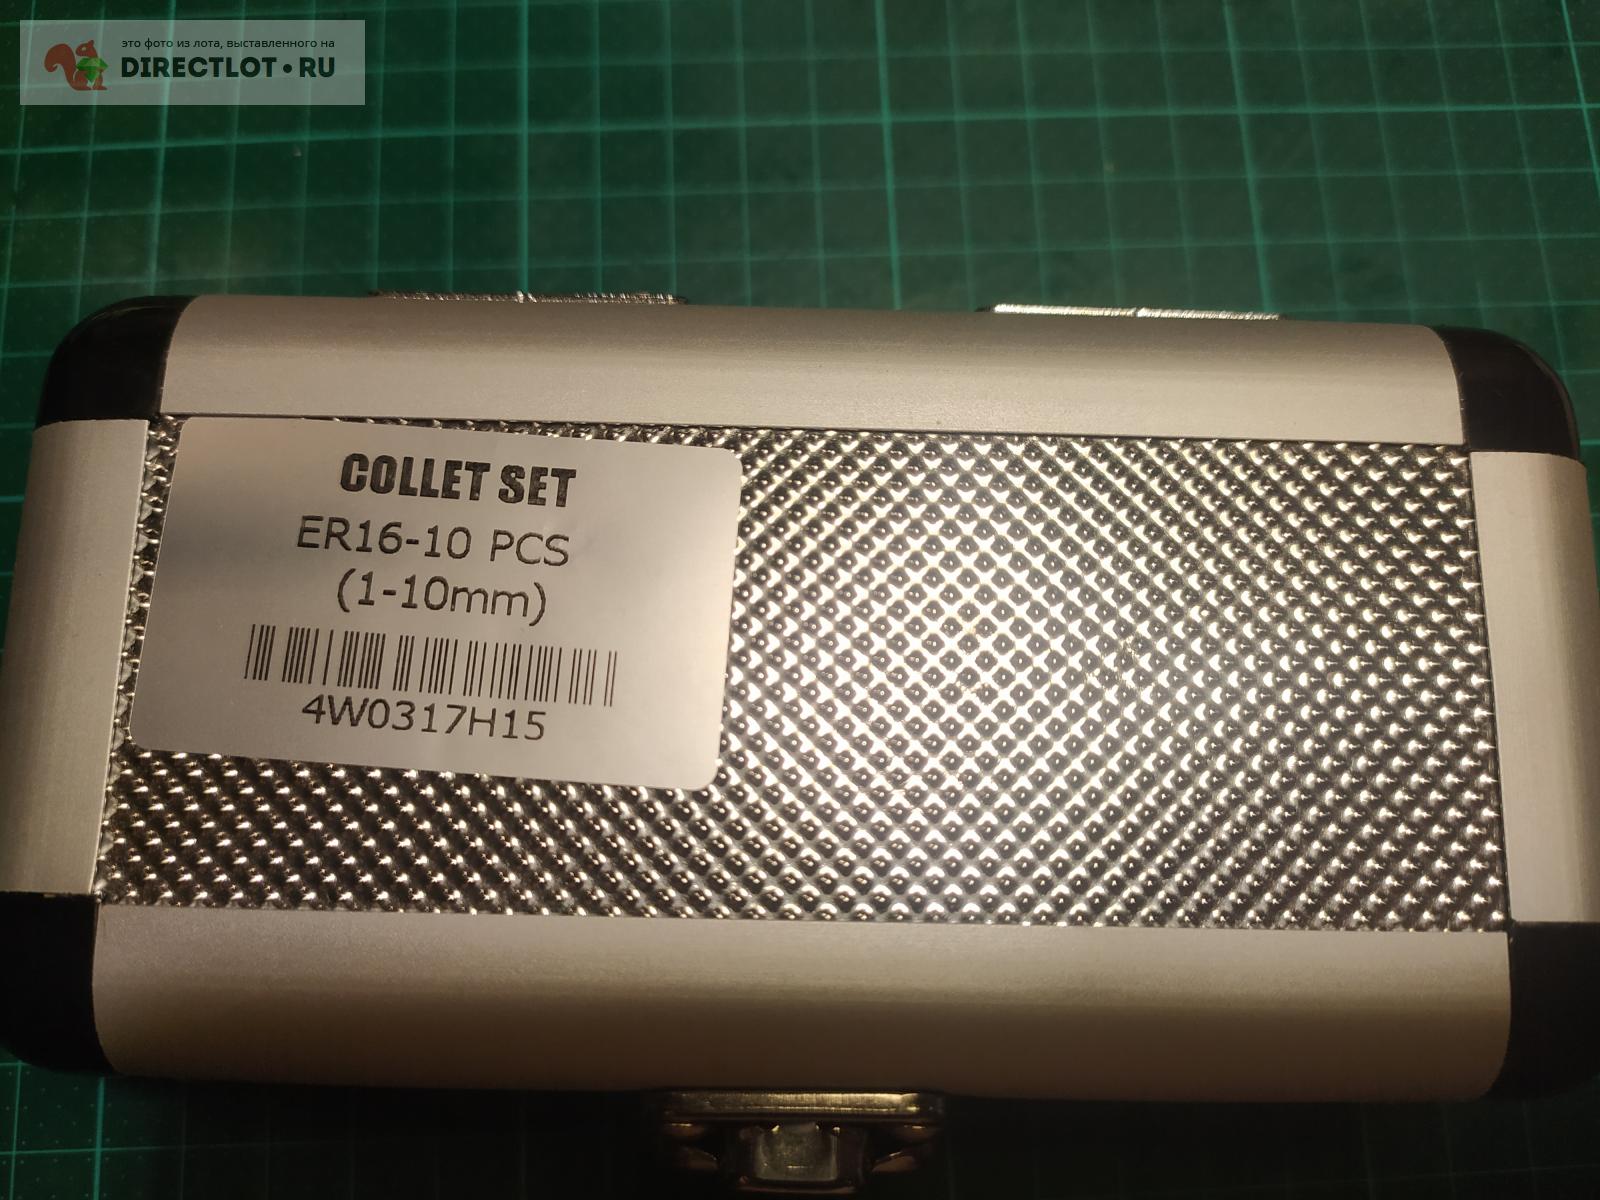 это фото из лота, выставленного на
DIRECTLOT•RU
COLLET SET
ER16-10 PCS
(1-10mm)
4W0317H15